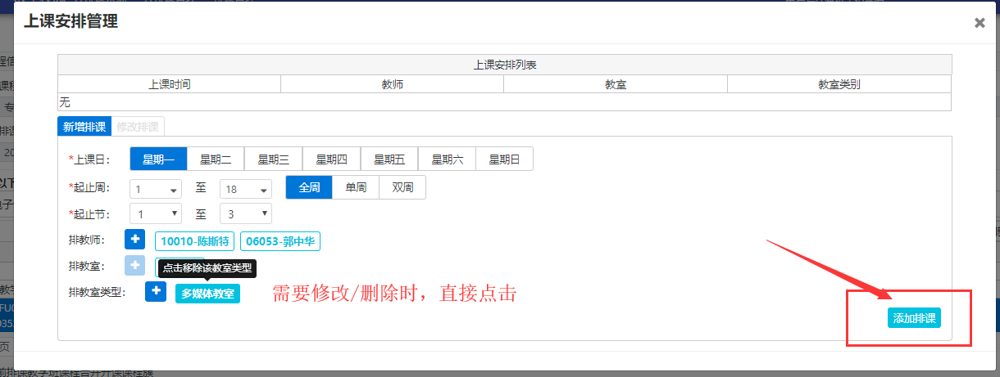 上课安排管理
×
上课安排列表
上课时间 教师 教室 教室类别
无
新增排课 修改排课
*上课日: 星期一 星期二 星期三 星期四 星期五 星期六 星期日
*起止周: 1 至 18 全周 单周 双周
*起止节: 1 至 3
排教师: + 10010-陈斯特 06053-郭中华
排教室: +
点击移除该教室类型
排教室类型: + 多媒体教室
需要修改/删除时，直接点击
添加排课